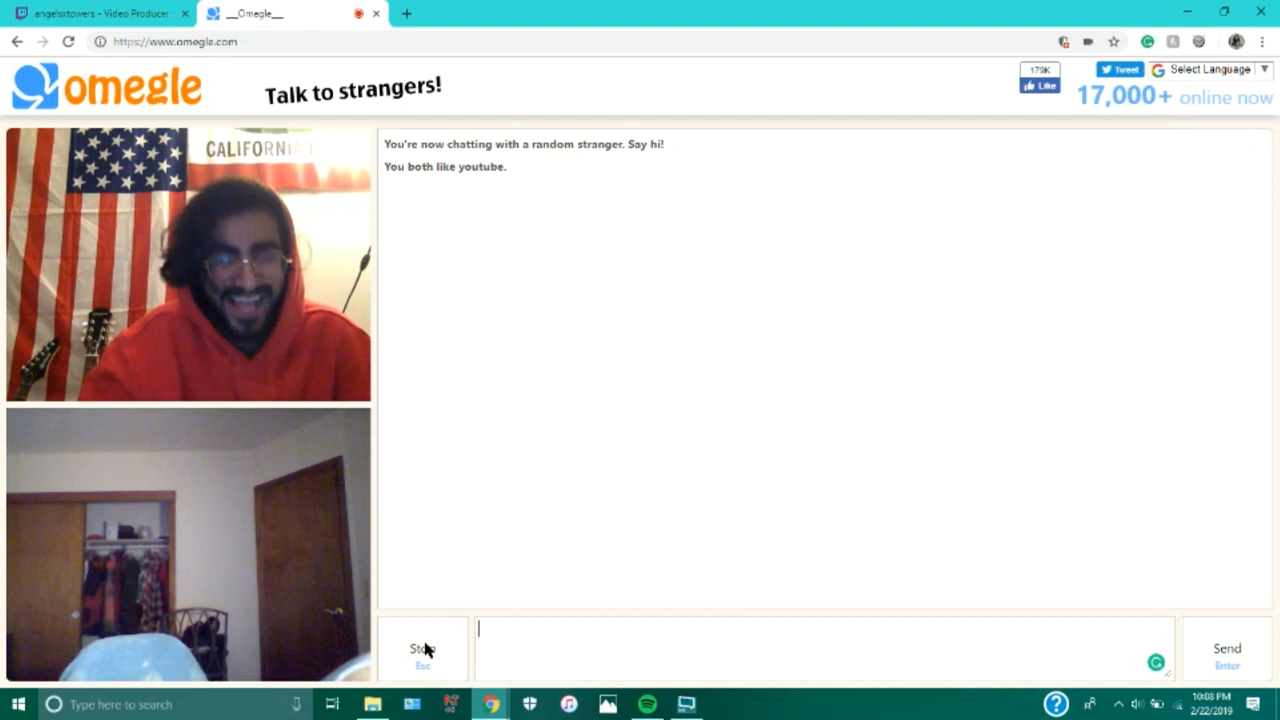 angelsxtowers - Video Producer
__Omegle__
https://www.omegle.com
omegle
Talk to strangers!
179K
Like
Tweet
Select Language
17,000+ online now
CALIFORNIA
You're now chatting with a random stranger. Say hi!
You both like youtube.
Stop
Esc
Send
Enter
Type here to search
10:08 PM
2/22/2019